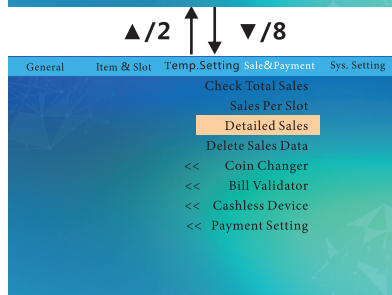 ▲/2 ▼/8
General Item & Slot Temp.Setting Sale&Payment Sys. Setting
Check Total Sales
Sales Per Slot
Detailed Sales
Delete Sales Data
<< Coin Changer
<< Bill Validator
<< Cashless Device
<< Payment Setting